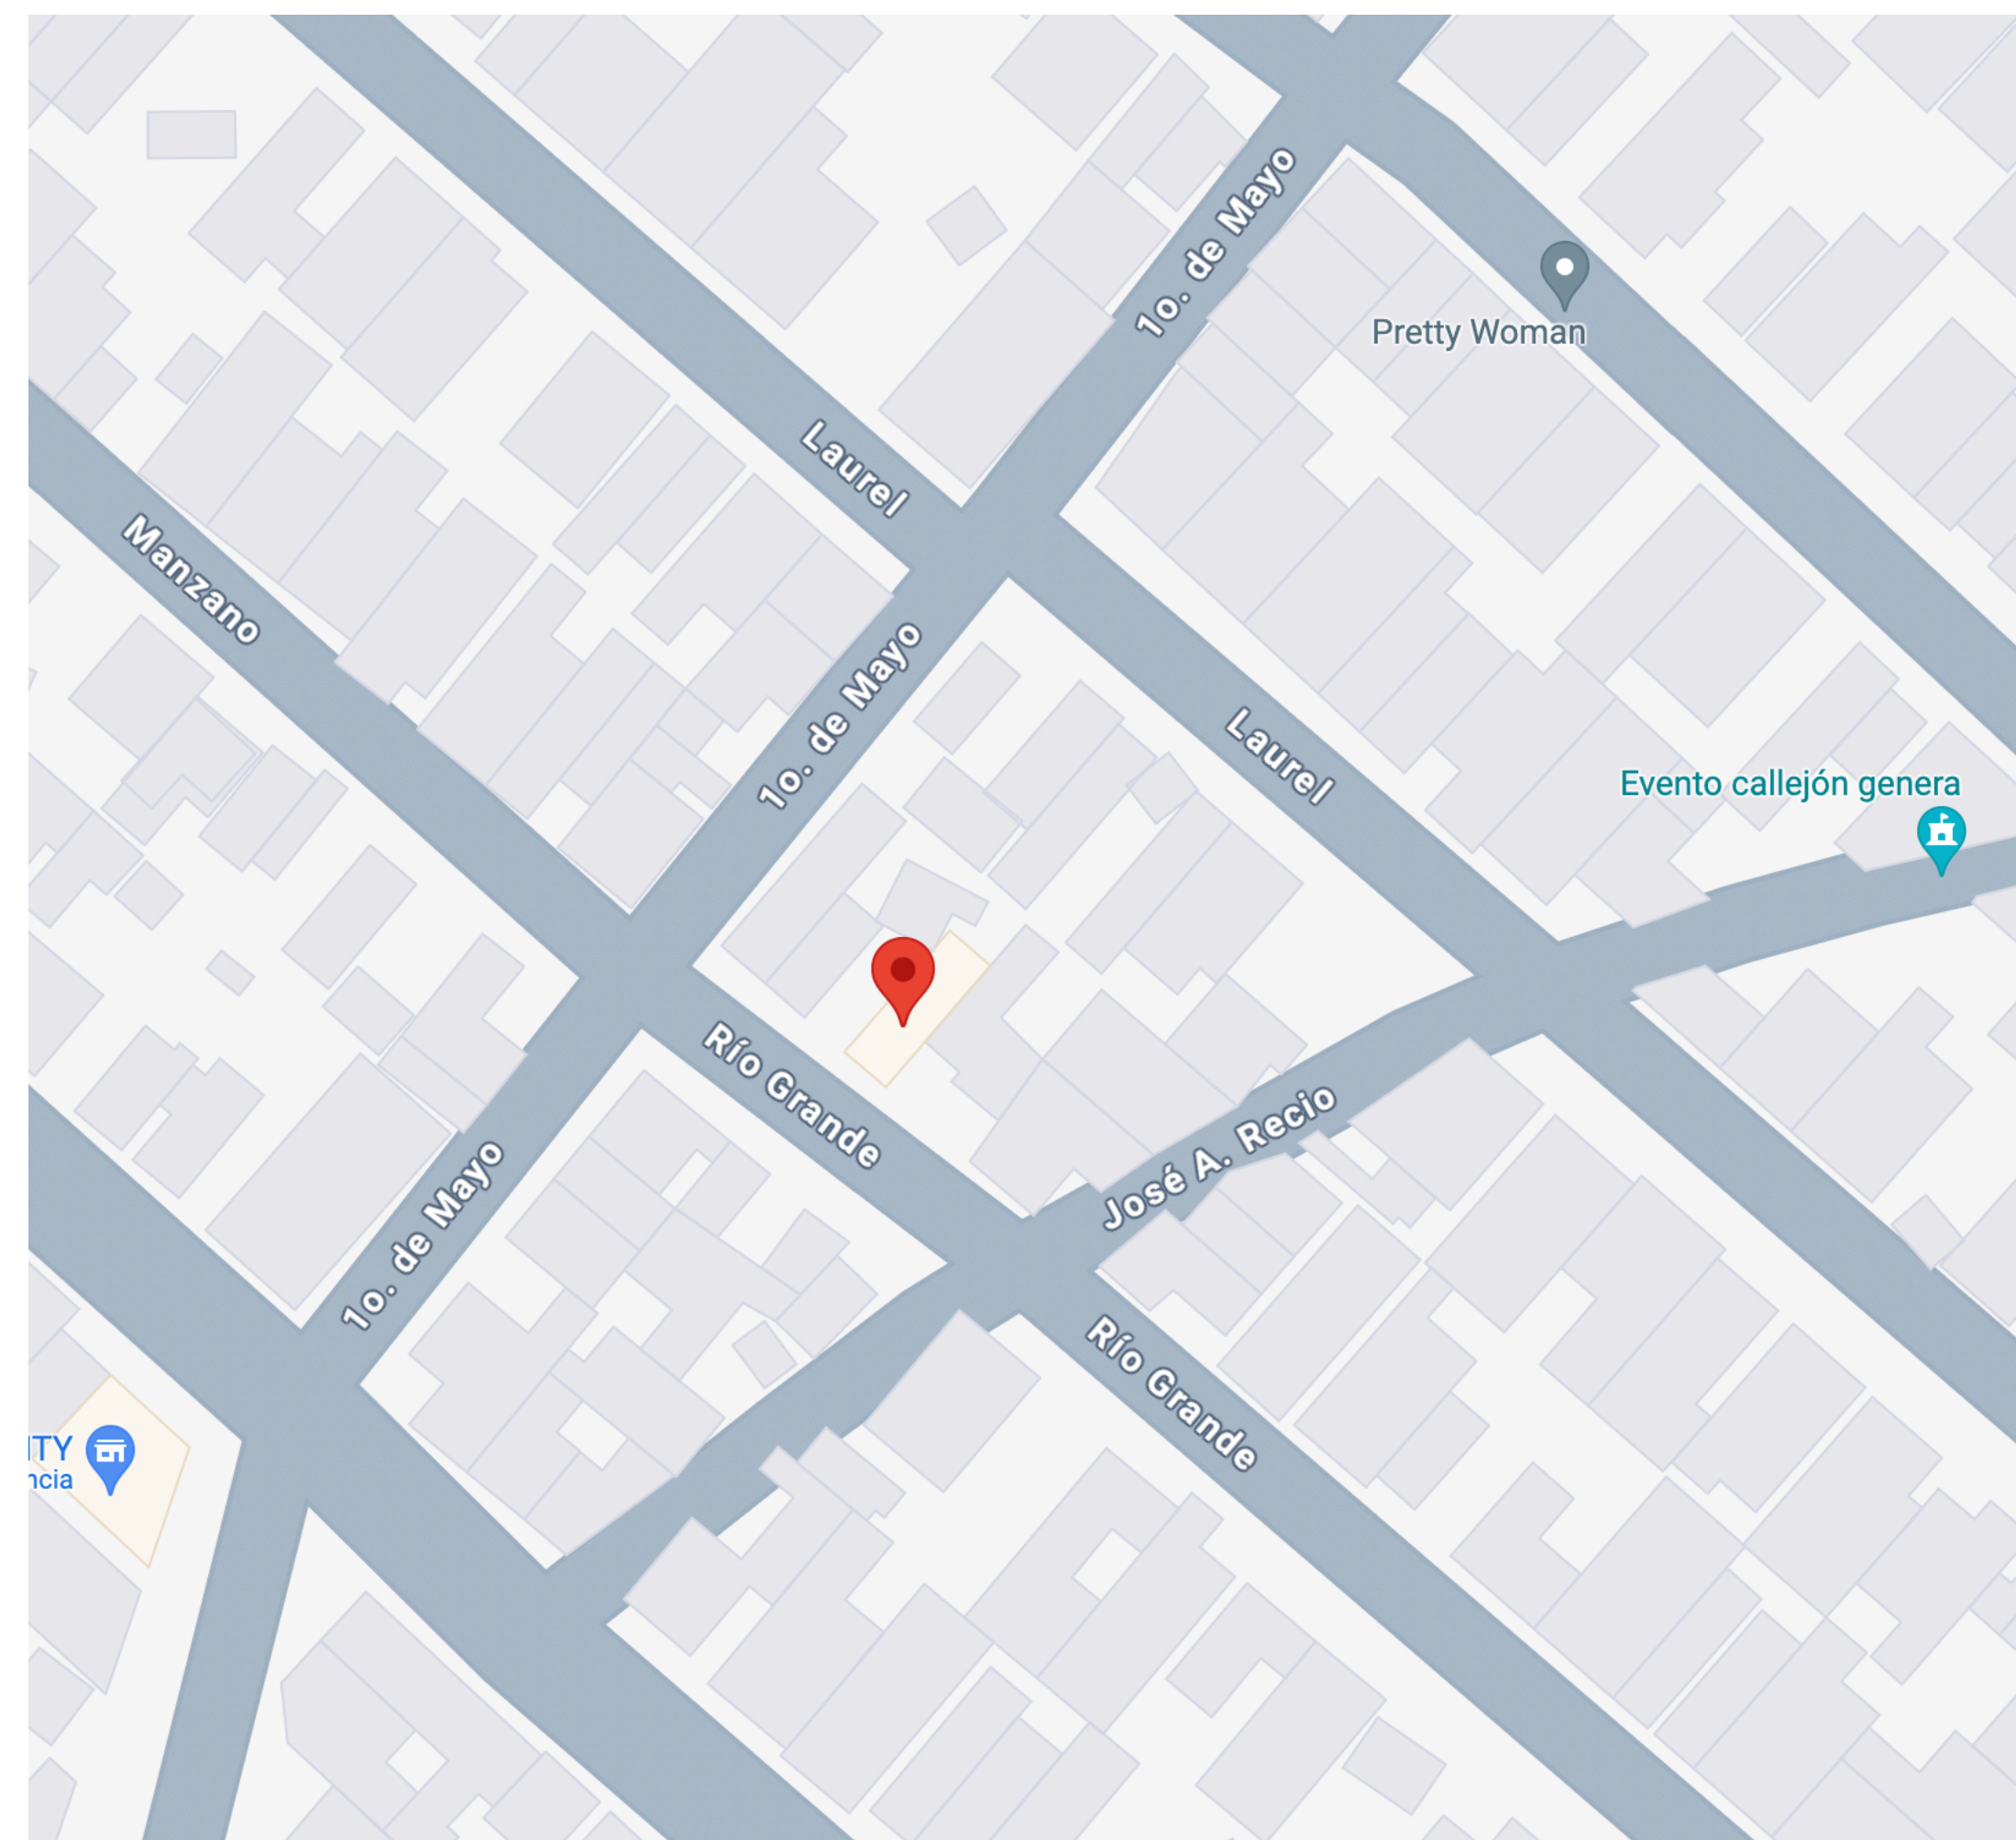 1o. de Mayo
Pretty Woman
Laurel
Manzano
1o. de Mayo
Laurel
Evento callejón genera
Río Grande
José A. Recio
1o. de Mayo
Río Grande
ITY
ncia